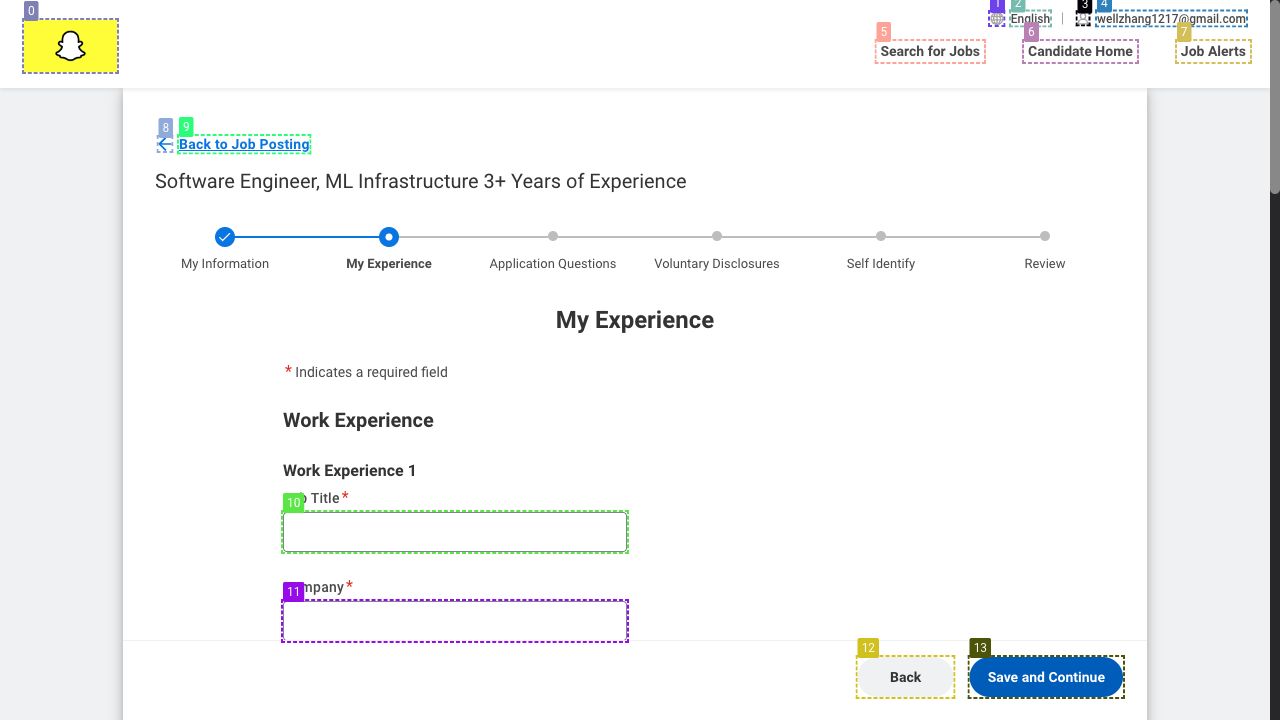 0
1
2
English
3
4
wellzhang1217@gmail.com
5
Search for Jobs
6
Candidate Home
7
Job Alerts
8
9
Back to Job Posting
Software Engineer, ML Infrastructure 3+ Years of Experience
My Information
My Experience
Application Questions
Voluntary Disclosures
Self Identify
Review
My Experience
* Indicates a required field
Work Experience
Work Experience 1
10
Title*
11
mpany*
12
Back
13
Save and Continue